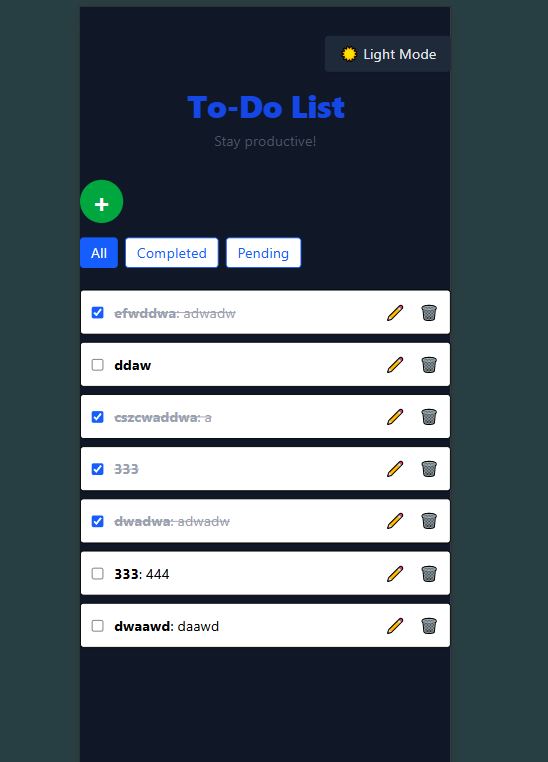 Light Mode
To-Do List
Stay productive!
+
All Completed Pending
efwddwa: adwadw
ddaw
cszcwaddwa: a
333
dwadwa: adwadw
333: 444
dwaawd: daawd